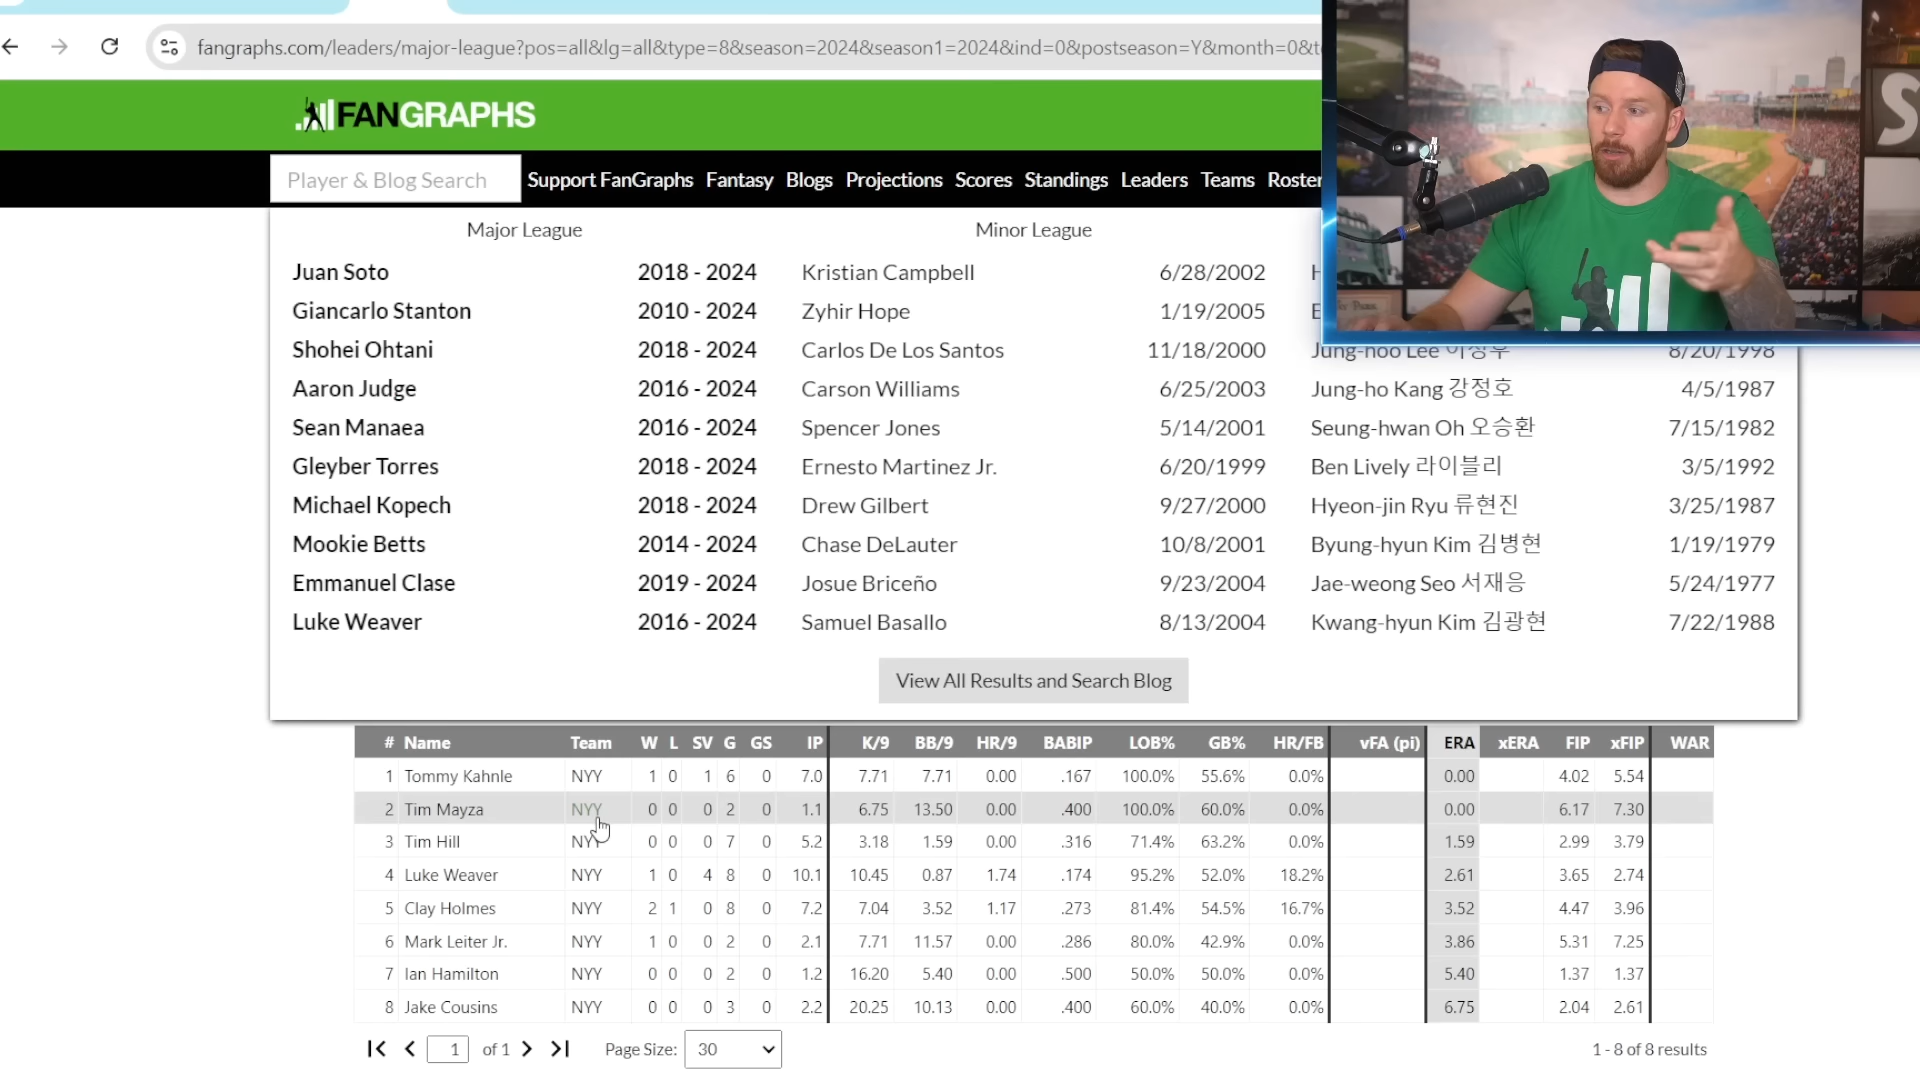 fangraphs.com/leaders/major-league?pos=all&lg=all&type=8&season=2024&season1=2024&ind=0&postseason=Y&month=0&t
FANGRAPHS
Player & Blog Search Support FanGraphs Fantasy Blogs Projections Scores Standings Leaders Teams Roster
Major League Minor League
Juan Soto 2018 - 2024 Kristian Campbell 6/28/2002 H
Giancarlo Stanton 2010 - 2024 Zyhir Hope 1/19/2005 E
Shohei Ohtani 2018 - 2024 Carlos De Los Santos 11/18/2000 Jung-hoo Lee 이정후 8/20/1998
Aaron Judge 2016 - 2024 Carson Williams 6/25/2003 Jung-ho Kang 강정호 4/5/1987
Sean Manaea 2016 - 2024 Spencer Jones 5/14/2001 Seung-hwan Oh 오승환 7/15/1982
Gleyber Torres 2018 - 2024 Ernesto Martinez Jr. 6/20/1999 Ben Lively 라이블리 3/5/1992
Michael Kopech 2018 - 2024 Drew Gilbert 9/27/2000 Hyeon-jin Ryu 류현진 3/25/1987
Mookie Betts 2014 - 2024 Chase DeLauter 10/8/2001 Byung-hyun Kim 김병현 1/19/1979
Emmanuel Clase 2019 - 2024 Josue Briceño 9/23/2004 Jae-weong Seo 서재응 5/24/1977
Luke Weaver 2016 - 2024 Samuel Basallo 8/13/2004 Kwang-hyun Kim 김광현 7/22/1988
View All Results and Search Blog
# Name Team W L SV G GS IP K/9 BB/9 HR/9 BABIP LOB% GB% HR/FB vFA (pi) ERA xERA FIP xFIP WAR
1 Tommy Kahnle NYY 1 0 1 6 0 7.0 7.71 7.71 0.00 .167 100.0% 55.6% 0.0% 0.00 4.02 5.54
2 Tim Mayza NYY 0 0 0 2 0 1.1 6.75 13.50 0.00 .400 100.0% 60.0% 0.0% 0.00 6.17 7.30
3 Tim Hill NYY 0 0 0 7 0 5.2 3.18 1.59 0.00 .316 71.4% 63.2% 0.0% 1.59 2.99 3.79
4 Luke Weaver NYY 1 0 4 8 0 10.1 10.45 0.87 1.74 .174 95.2% 52.0% 18.2% 2.61 3.65 2.74
5 Clay Holmes NYY 2 1 0 8 0 7.2 7.04 3.52 1.17 .273 81.4% 54.5% 16.7% 3.52 4.47 3.96
6 Mark Leiter Jr. NYY 1 0 0 2 0 2.1 7.71 11.57 0.00 .286 80.0% 42.9% 0.0% 3.86 5.31 7.25
7 Ian Hamilton NYY 0 0 0 2 0 1.2 16.20 5.40 0.00 .500 50.0% 50.0% 0.0% 5.40 1.37 1.37
8 Jake Cousins NYY 0 0 0 3 0 2.2 20.25 10.13 0.00 .400 60.0% 40.0% 0.0% 6.75 2.04 2.61
1 of 1 Page Size: 30 1 - 8 of 8 results